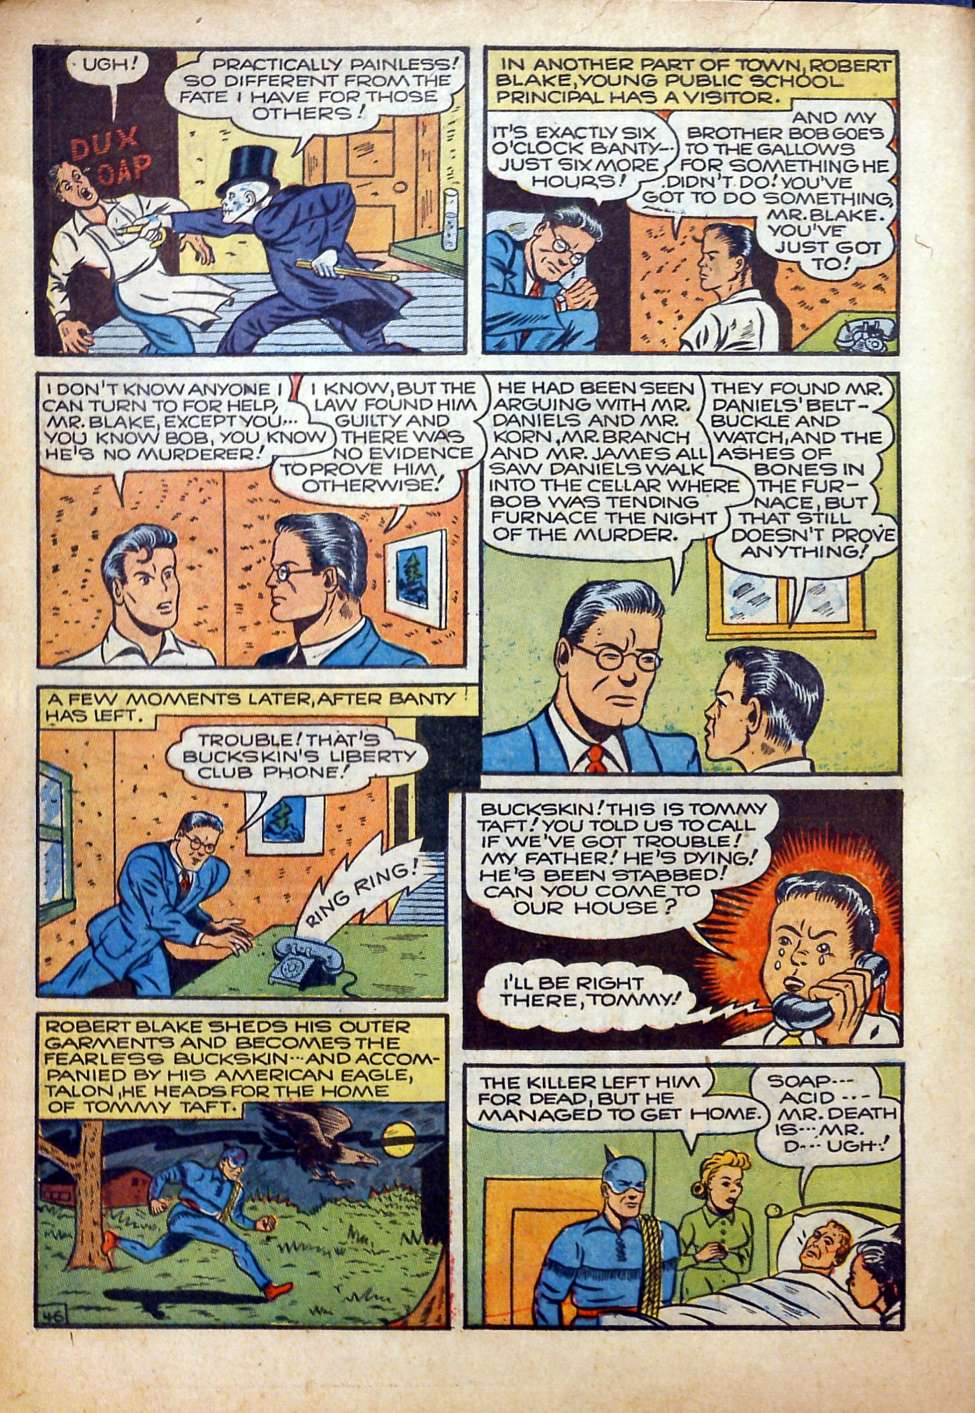 UGH!
DUX
OAP
PRACTICALLY PAINLESS!
SO DIFFERENT FROM THE
FATE I HAVE FOR THOSE
OTHERS!
IN ANOTHER PART OF TOWN, ROBERT
BLAKE, YOUNG PUBLIC SCHOOL
PRINCIPAL HAS A VISITOR.
IT'S EXACTLY SIX
O'CLOCK BANTY--
JUST SIX MORE
HOURS!
AND MY
BROTHER BOB GOES
TO THE GALLOWS
FOR SOMETHING HE
DIDN'T DO! YOU'VE
GOT TO DO SOMETHING,
MR. BLAKE.
YOU'VE
JUST GOT
TO!
I DON'T KNOW ANYONE I
CAN TURN TO FOR HELP,
MR. BLAKE, EXCEPT YOU---
YOU KNOW BOB, YOU KNOW
HE'S NO MURDERER!
I KNOW, BUT THE
LAW FOUND HIM
GUILTY AND
THERE WAS
NO EVIDENCE
TO PROVE HIM
OTHERWISE!
HE HAD BEEN SEEN
ARGUING WITH MR.
DANIELS AND MR.
KORN, MR. BRANCH
AND MR. JAMES ALL
SAW DANIELS WALK
INTO THE CELLAR WHERE
BOB WAS TENDING
FURNACE THE NIGHT
OF THE MURDER.
THEY FOUND MR.
DANIELS' BELT-
BUCKLE AND
WATCH, AND THE
ASHES OF
BONES IN
THE FUR-
NACE, BUT
THAT STILL
DOESN'T PROVE
ANYTHING!
A FEW MOMENTS LATER, AFTER BANTY
HAS LEFT.
TROUBLE! THAT'S
BUCKSKIN'S LIBERTY
CLUB PHONE!
RING RING!
BUCKSKIN! THIS IS TOMMY
TAFT! YOU TOLD US TO CALL
IF WE'VE GOT TROUBLE!
MY FATHER! HE'S DYING!
HE'S BEEN STABBED!
CAN YOU COME TO
OUR HOUSE?
I'LL BE RIGHT
THERE, TOMMY!
ROBERT BLAKE SHEDS HIS OUTER
GARMENTS AND BECOMES THE
FEARLESS BUCKSKIN---AND ACCOM-
PANIED BY HIS AMERICAN EAGLE,
TALON, HE HEADS FOR THE HOME
OF TOMMY TAFT.
46
THE KILLER LEFT HIM
FOR DEAD, BUT HE
MANAGED TO GET HOME.
SOAP---
ACID---
MR. DEATH
IS---MR.
D---UGH!